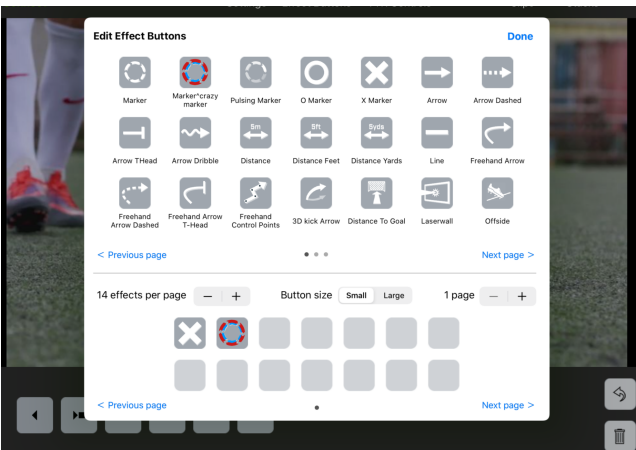 Edit Effect Buttons
Done
Marker
Marker^crazy
marker
Pulsing Marker
O Marker
X Marker
Arrow
Arrow Dashed
Arrow THead
Arrow Dribble
5m
Distance
5ft
Distance Feet
5yds
Distance Yards
Line
Freehand Arrow
Freehand
Arrow Dashed
Freehand Arrow
T-Head
Freehand
Control Points
3D kick Arrow
Distance To Goal
Laserwall
Offside
< Previous page
Next page >
14 effects per page
− +
Button size
Small Large
1 page
− +
< Previous page
Next page >